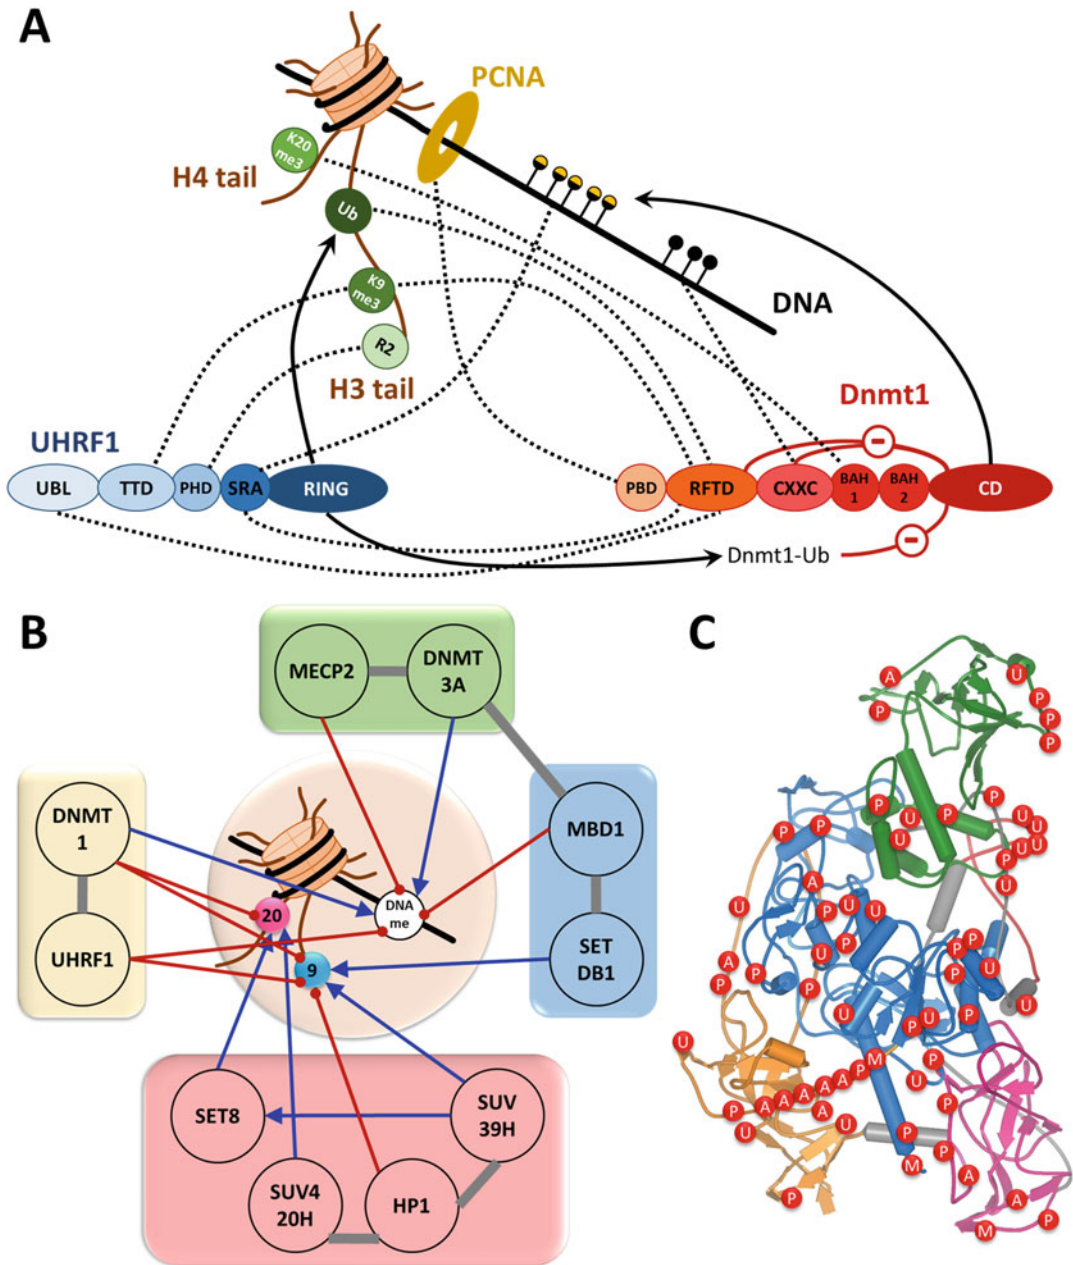 A
PCNA
K20
me3
H4 tail
Ub
K9
me3
R2
DNA
H3 tail
Dnmt1
UHRF1
-
UBL
TTD
PHD
SRA
RING
PBD
RFTD
CXXC
BAH
1
BAH
2
CD
-
Dnmt1-Ub
B
MECP2
DNMT
3A
DNMT
1
UHRF1
MBD1
SET
DB1
DNA
me
20
9
SET8
SUV
39H
SUV4
20H
HP1
C
A
U
P
P
P
P
P
P
U
P
P
U
U
U
U
P
U
P
P
A
U
P
U
U
U
P
A
P
P
P
P
P
U
P
U
U
P
U
P
U
P
U
P
A
A
A
A
A
P
M
A
U
U
P
P
P
M
P
A
A
P
M
P